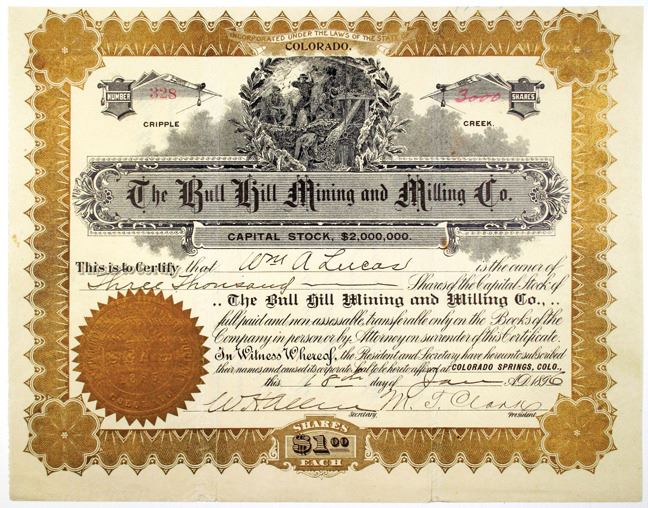 INCORPORATED UNDER THE LAWS OF THE STATE OF
COLORADO.
NUMBER 328
3000 SHARES
CRIPPLE CREEK.
The Bull Hill Mining and Milling Co.
CAPITAL STOCK, $2,000,000.
This is to Certify that Wm A Lucas is the owner of
Three Thousand Shares of the Capital Stock of
.. The Bull Hill Mining and Milling Co., ..
full paid and non assessable, transferable only on the Books of the
Company in person or by Attorney on surrender of this Certificate.
In Witness Whereof, the President and Secretary have hereunto subscribed
their names and caused its corporate Seal to be hereto affixed at COLORADO SPRINGS, COLO.,
this 18th day of Jan A.D. 1896
W. H. M. T. Clark
Secretary. President.
SHARES
$1.00
EACH